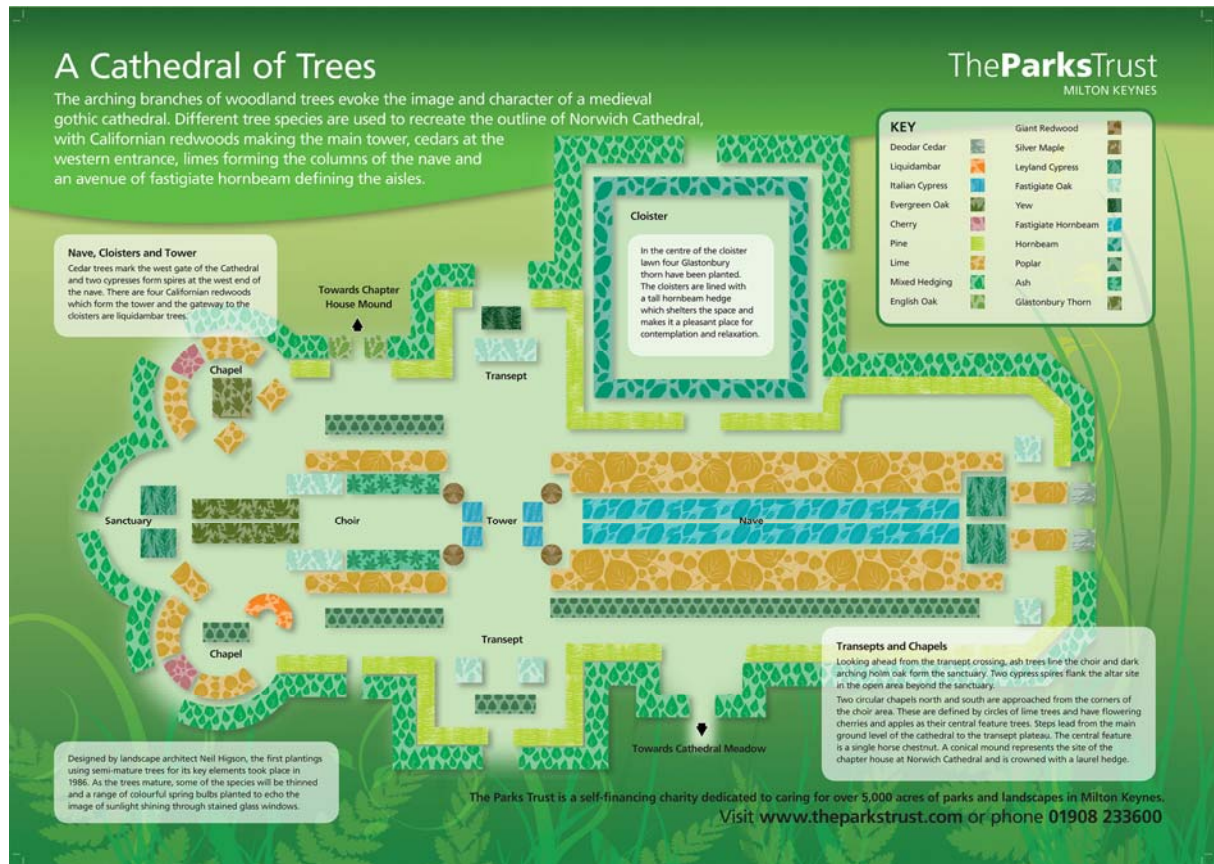 A Cathedral of Trees
The arching branches of woodland trees evoke the image and character of a medieval
gothic cathedral. Different tree species are used to recreate the outline of Norwich Cathedral,
with Californian redwoods making the main tower, cedars at the
western entrance, limes forming the columns of the nave and
an avenue of fastigiate hornbeam defining the aisles.
TheParksTrust
MILTON KEYNES
KEY
Deodar Cedar
Liquidambar
Italian Cypress
Evergreen Oak
Cherry
Pine
Lime
Mixed Hedging
English Oak
Giant Redwood
Silver Maple
Leyland Cypress
Fastigiate Oak
Yew
Fastigiate Hornbeam
Hornbeam
Poplar
Ash
Glastonbury Thorn
Nave, Cloisters and Tower
Cedar trees mark the west gate of the Cathedral
and two cypresses form spires at the west end of
the nave. There are four Californian redwoods
which form the tower and the gateway to the
cloisters are liquidambar trees.
Towards Chapter
House Mound
Cloister
In the centre of the cloister
lawn four Glastonbury
thorn have been planted.
The cloisters are lined with
a tall hornbeam hedge
which shelters the space and
makes it a pleasant place for
contemplation and relaxation.
Chapel
Transept
Sanctuary
Choir
Tower
Nave
Chapel
Transept
Towards Cathedral Meadow
Transepts and Chapels
Looking ahead from the transept crossing, ash trees line the choir and dark
arching holm oak form the sanctuary. Two cypress spires flank the altar site
in the open area beyond the sanctuary.
Two circular chapels north and south are approached from the corners of
the choir area. These are defined by circles of lime trees and have flowering
cherries and apples as their central feature trees. Steps lead from the main
ground level of the cathedral to the transept plateau. The central feature
is a single horse chestnut. A conical mound represents the site of the
chapter house at Norwich Cathedral and is crowned with a laurel hedge.
Designed by landscape architect Neil Higson, the first plantings
using semi-mature trees for its key elements took place in
1986. As the trees mature, some of the species will be thinned
and a range of colourful spring bulbs planted to echo the
image of sunlight shining through stained glass windows.
The Parks Trust is a self-financing charity dedicated to caring for over 5,000 acres of parks and landscapes in Milton Keynes.
Visit www.theparkstrust.com or phone 01908 233600